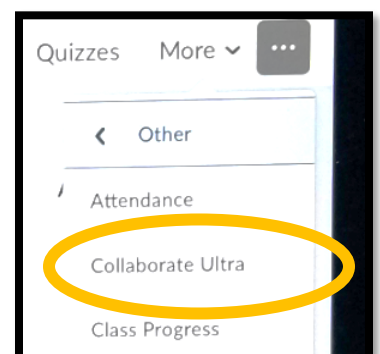 Quizzes More ...
Other
Attendance
Collaborate Ultra
Class Progress